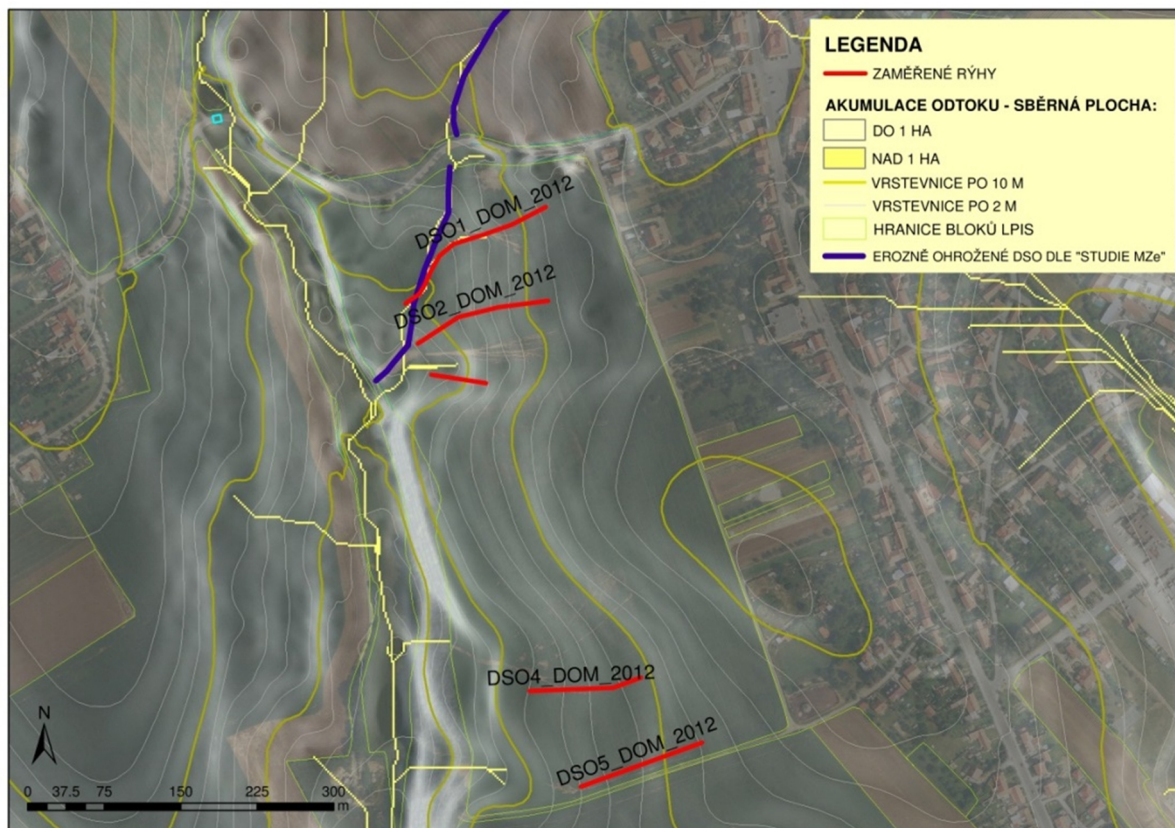 LEGENDA
ZAMĚŘENÉ RÝHY
AKUMULACE ODTOKU - SBĚRNÁ PLOCHA:
DO 1 HA
NAD 1 HA
VRSTEVNICE PO 10 M
VRSTEVNICE PO 2 M
HRANICE BLOKŮ LPIS
EROZNĚ OHROŽENÉ DSO DLE "STUDIE MZe"
DSO1_DOM_2012
DSO2_DOM_2012
DSO4_DOM_2012
DSO5_DOM_2012
N
0 37.5 75 150 225 300
m